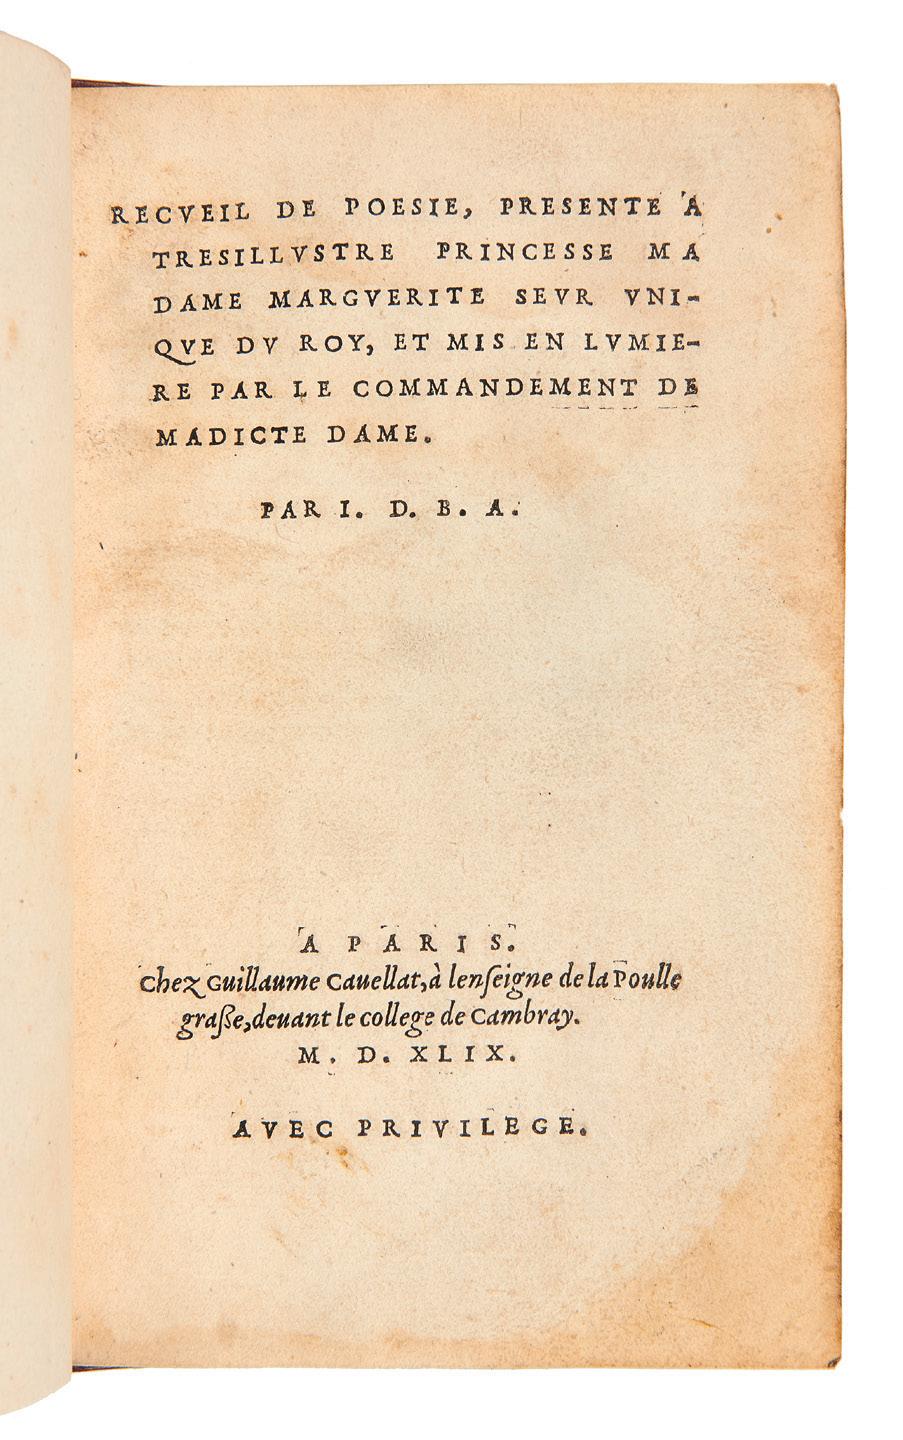 RECVEIL DE POESIE, PRESENTE A
TRESILLVSTRE PRINCESSE MA
DAME MARGVERITE SEVR VNI-
QVE DV ROY, ET MIS EN LVMIE-
RE PAR LE COMMANDEMENT DE
MADICTE DAME.
PAR I. D. B. A.
A PARIS.
Chez Guillaume Cauellat, à lenſeigne de la Poulle
graſſe, deuant le college de Cambray.
M. D. XLIX.
AVEC PRIVILEGE.